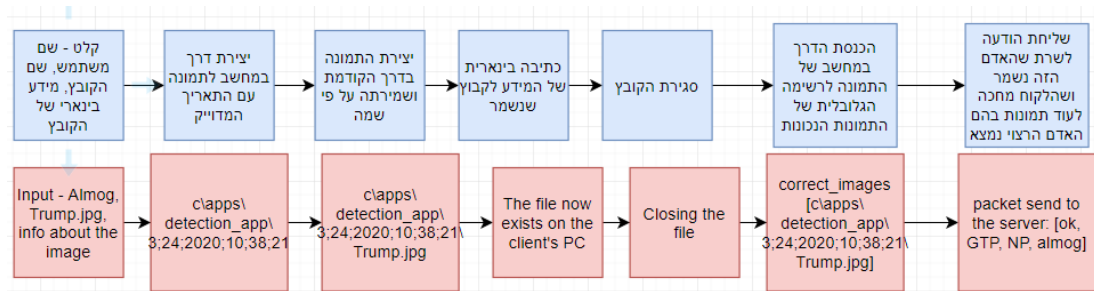 קלט - שם
משתמש, שם
הקובץ, מידע
בינארי של
הקובץ
יצירת דרך
במחשב לתמונה
עם התאריך
המדוייק
יצירת התמונה
בדרך הקודמת
ושמירתה על פי
שמה
כתיבה בינארית
של המידע לקבוץ
שנשמר
סגירת הקובץ
הכנסת הדרך
במחשב של
התמונה לרשימה
הגלובלית של
התמונות הנכונות
שליחת הודעה
לשרת שהאדם
הזה נשמר
ושהלקוח מחכה
לעוד תמונות בהם
האדם הרצוי נמצא
Input - Almog,
Trump.jpg,
info about the
image
c\apps\
detection_app\
3;24;2020;10;38;21
c\apps\
detection_app\
3;24;2020;10;38;21\
Trump.jpg
The file now
exists on the
client's PC
Closing the
file
correct_images
[c\apps\
detection_app\
3;24;2020;10;38;21\
Trump.jpg]
packet send to
the server: [ok,
GTP, NP, almog]